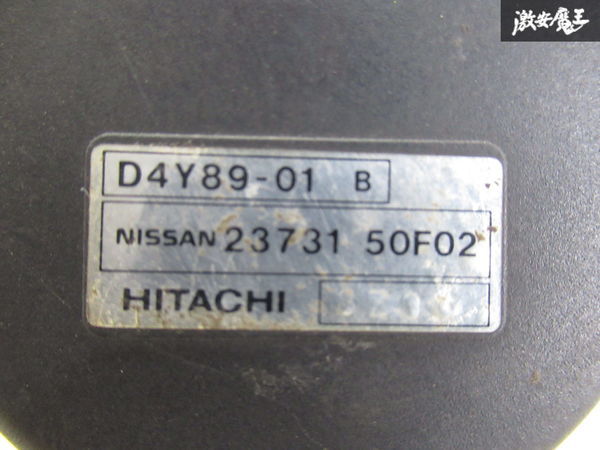 激安魔王
D4Y89-01 B
NISSAN 23731 50F02
HITACHI